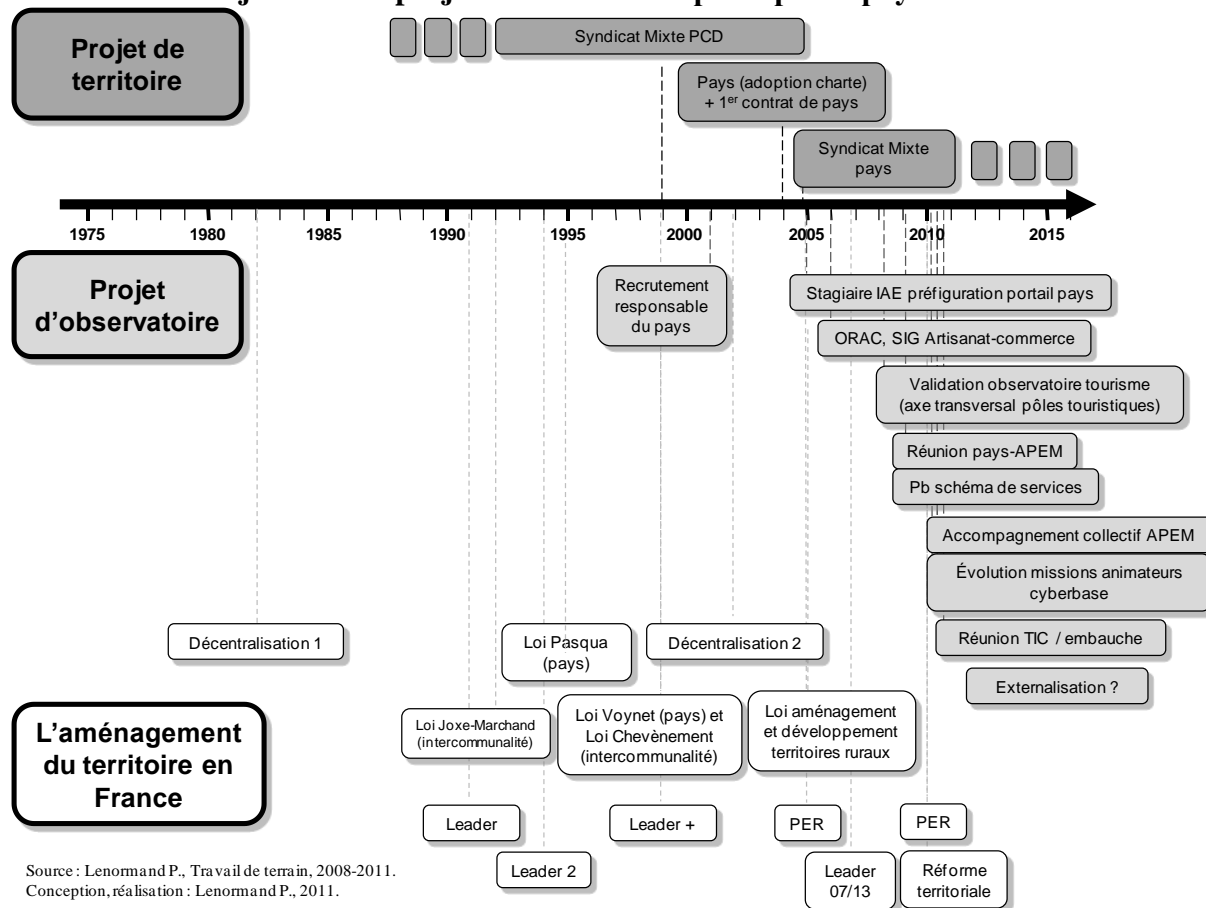 Projet de
territoire
Syndicat Mixte PCD
Pays (adoption charte)
+ 1er contrat de pays
Syndicat Mixte
pays
1975 1980 1985 1990 1995 2000 2005 2010 2015
Projet
d’observatoire
Recrutement
responsable
du pays
Stagiaire IAE préfiguration portail pays
ORAC, SIG Artisanat-commerce
Validation observatoire tourisme
(axe transversal pôles touristiques)
Réunion pays-APEM
Pb schéma de services
Accompagnement collectif APEM
Évolution missions animateurs
cyberbase
Réunion TIC / embauche
Externalisation ?
L’aménagement
du territoire en
France
Décentralisation 1
Loi Pasqua
(pays)
Décentralisation 2
Loi Joxe-Marchand
(intercommunalité)
Loi Voynet (pays) et
Loi Chevènement
(intercommunalité)
Loi aménagement
et développement
territoires ruraux
Leader
Leader +
PER
PER
Leader 2
Leader
07/13
Réforme
territoriale
Source : Lenormand P., Travail de terrain, 2008-2011.
Conception, réalisation : Lenormand P., 2011.